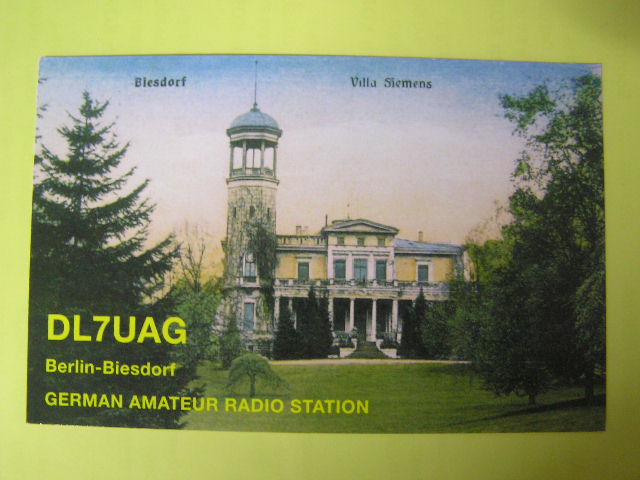 Biesdorf
Villa Siemens
DL7UAG
Berlin-Biesdorf
GERMAN AMATEUR RADIO STATION